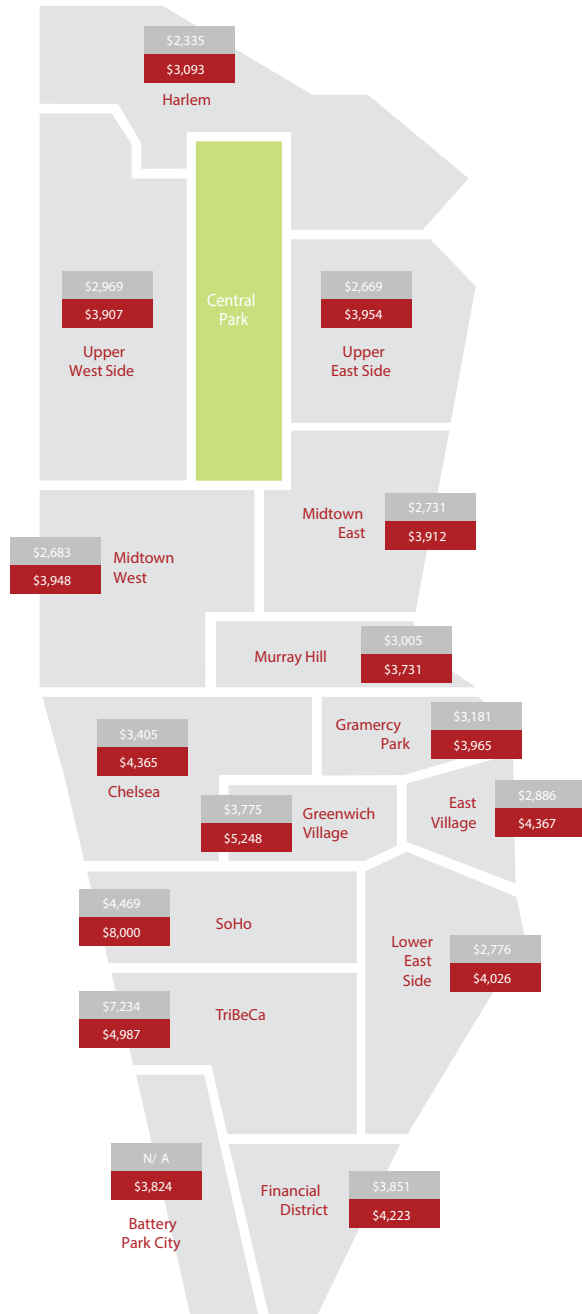 $2,335
$3,093
Harlem
$2,969
$3,907
Upper
West Side
Central
Park
$2,669
$3,954
Upper
East Side
Midtown
East
$2,731
$3,912
$2,683
$3,948
Midtown
West
Murray Hill
$3,005
$3,731
Gramercy
Park
$3,181
$3,965
$3,405
$4,365
Chelsea
$3,775
$5,248
Greenwich
Village
East
Village
$2,886
$4,367
$4,469
$8,000
SoHo
Lower
East
Side
$2,776
$4,026
$7,234
$4,987
TriBeCa
N/ A
$3,824
Battery
Park City
Financial
District
$3,851
$4,223